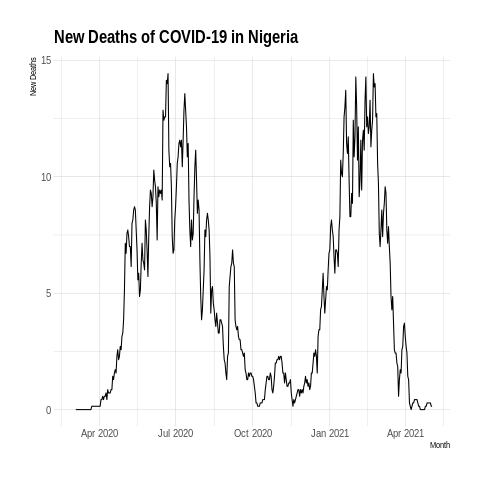 New Deaths of COVID-19 in Nigeria
New Deaths
15
10
5
0
Apr 2020 Jul 2020 Oct 2020 Jan 2021 Apr 2021
Month